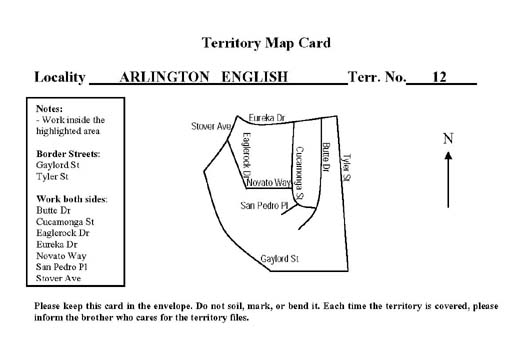 Territory Map Card
Locality ARLINGTON ENGLISH Terr. No. 12
Notes:
- Work inside the
highlighted area
Border Streets:
Gaylord St
Tyler St
Work both sides:
Butte Dr
Cucamonga St
Eaglerock Dr
Eureka Dr
Novato Way
San Pedro Pl
Stover Ave
Eureka Dr
Stover Ave
Eaglerock Dr
Cucamonga St
Butte Dr
Tyler St
Novato Way
San Pedro Pl
Gaylord St
N
Please keep this card in the envelope. Do not soil, mark, or bend it. Each time the territory is covered, please
inform the brother who cares for the territory files.